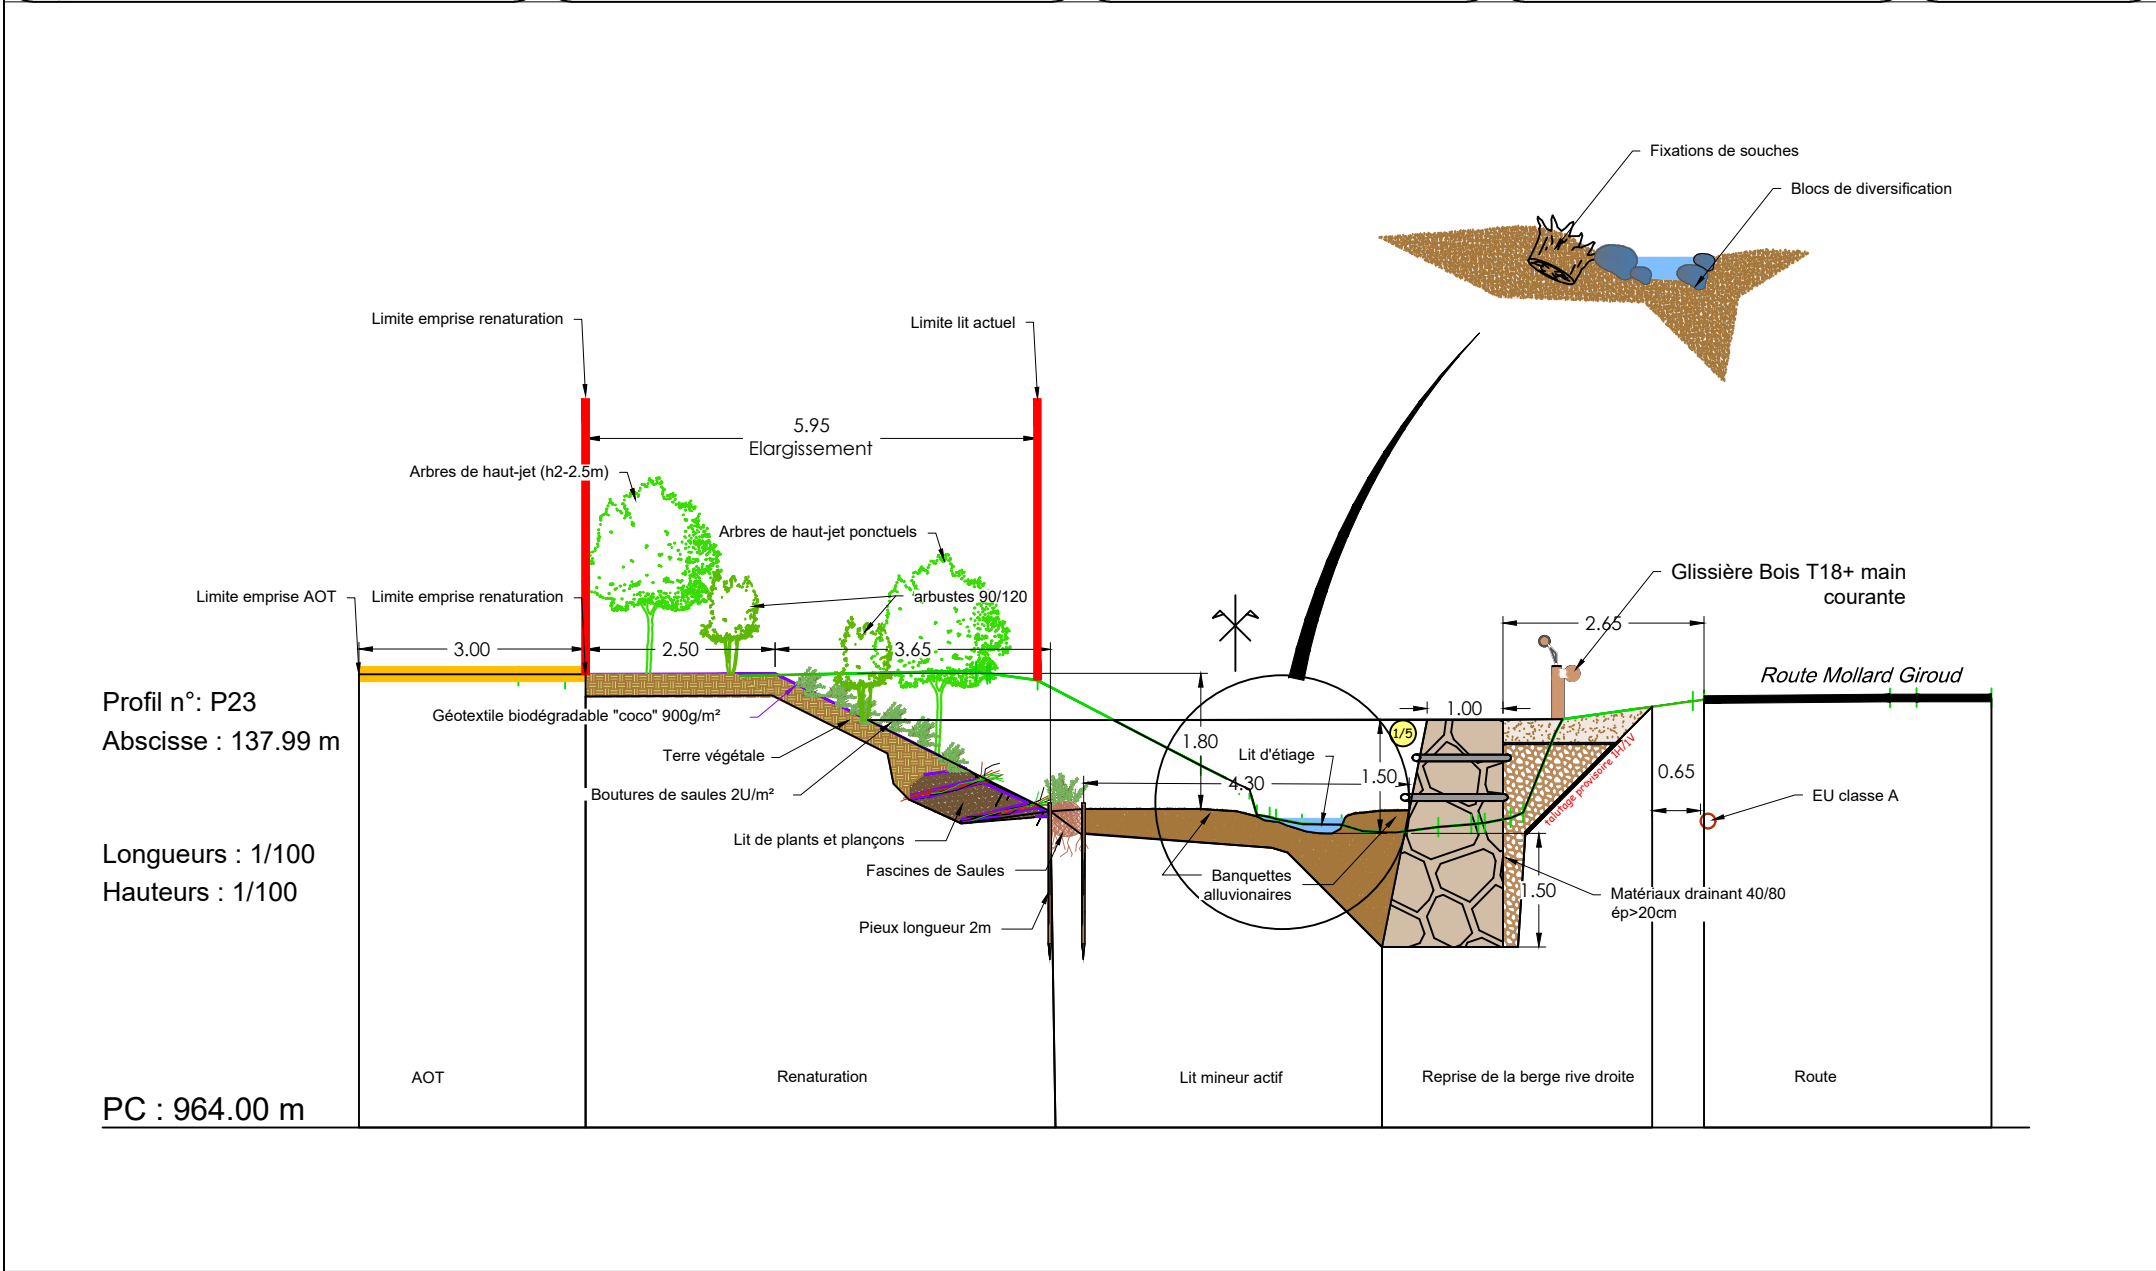 Fixations de souches
Blocs de diversification
Limite emprise renaturation
Limite lit actuel
5.95
Elargissement
Arbres de haut-jet (h2-2.5m)
Arbres de haut-jet ponctuels
Glissière Bois T18+ main
courante
Limite emprise AOT
Limite emprise renaturation
arbustes 90/120
2.65
3.00
2.50
3.65
Route Mollard Giroud
Profil n°: P23
Abscisse : 137.99 m
Géotextile biodégradable "coco" 900g/m²
1.00
1/5
1.80
Terre végétale
Lit d'étiage
talutage provisoire 1H/1V
0.65
4.30
1.50
Boutures de saules 2U/m²
EU classe A
Lit de plants et plançons
Longueurs : 1/100
Hauteurs : 1/100
Fascines de Saules
Banquettes
alluvionaires
1.50
Matériaux drainant 40/80
ép>20cm
Pieux longueur 2m
AOT
Renaturation
Lit mineur actif
Reprise de la berge rive droite
Route
PC : 964.00 m